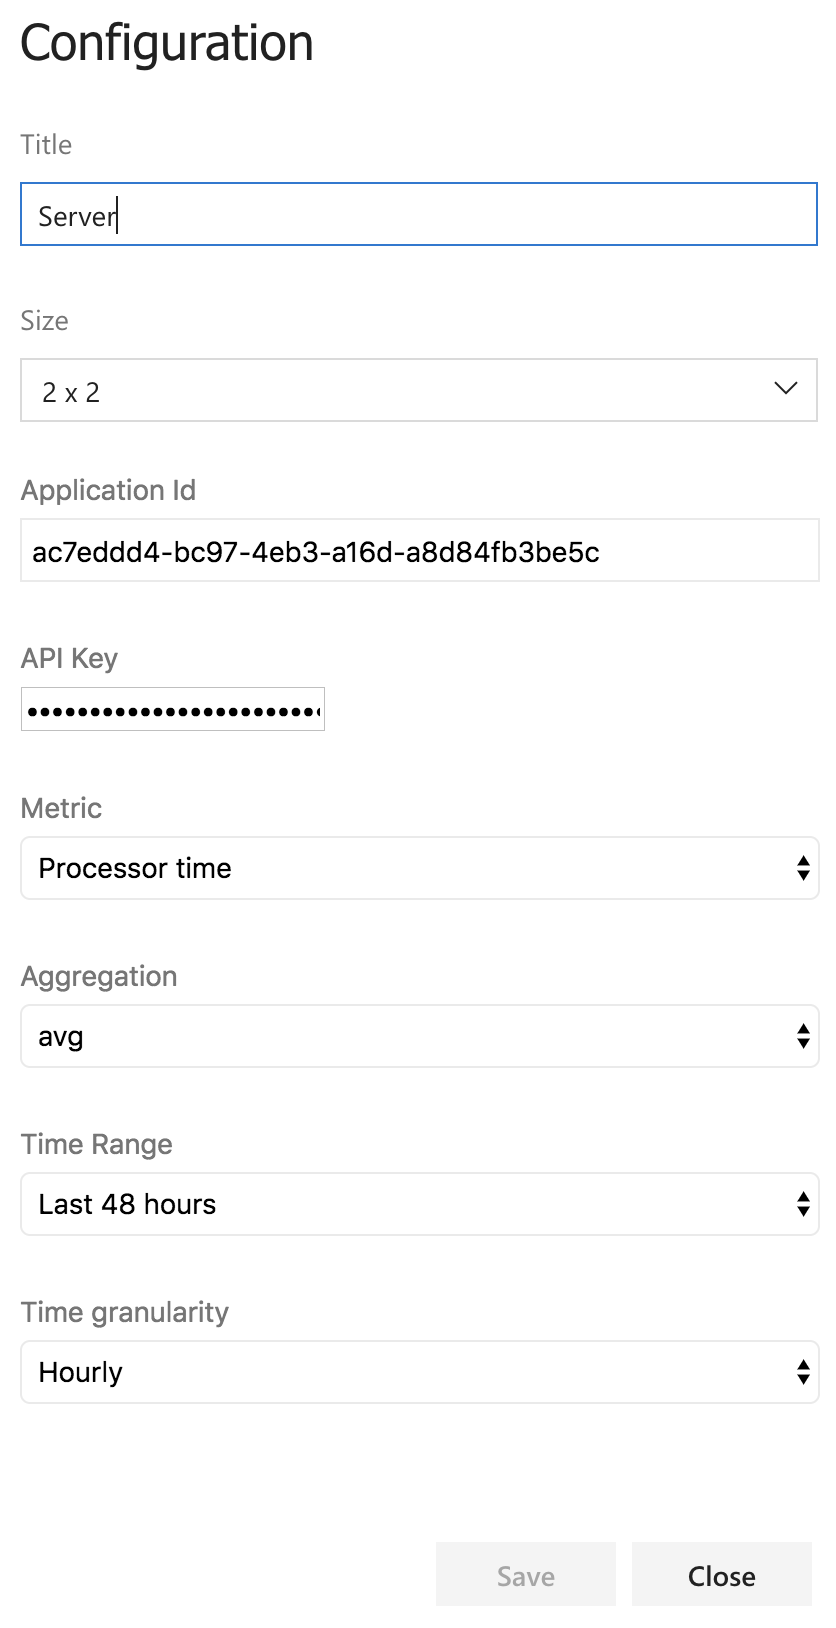 Configuration
Title
Server
Size
2 x 2
Application Id
ac7eddd4-bc97-4eb3-a16d-a8d84fb3be5c
API Key
••••••••••••••••••••••••
Metric
Processor time
Aggregation
avg
Time Range
Last 48 hours
Time granularity
Hourly
Save
Close